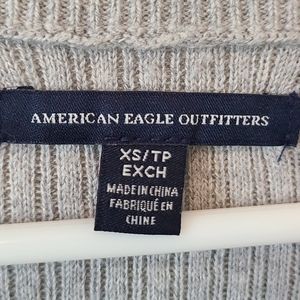 AMERICAN EAGLE OUTFITTERS
XS/TP
EXCH
MADE IN CHINA
FABRIQUÉ EN
CHINE